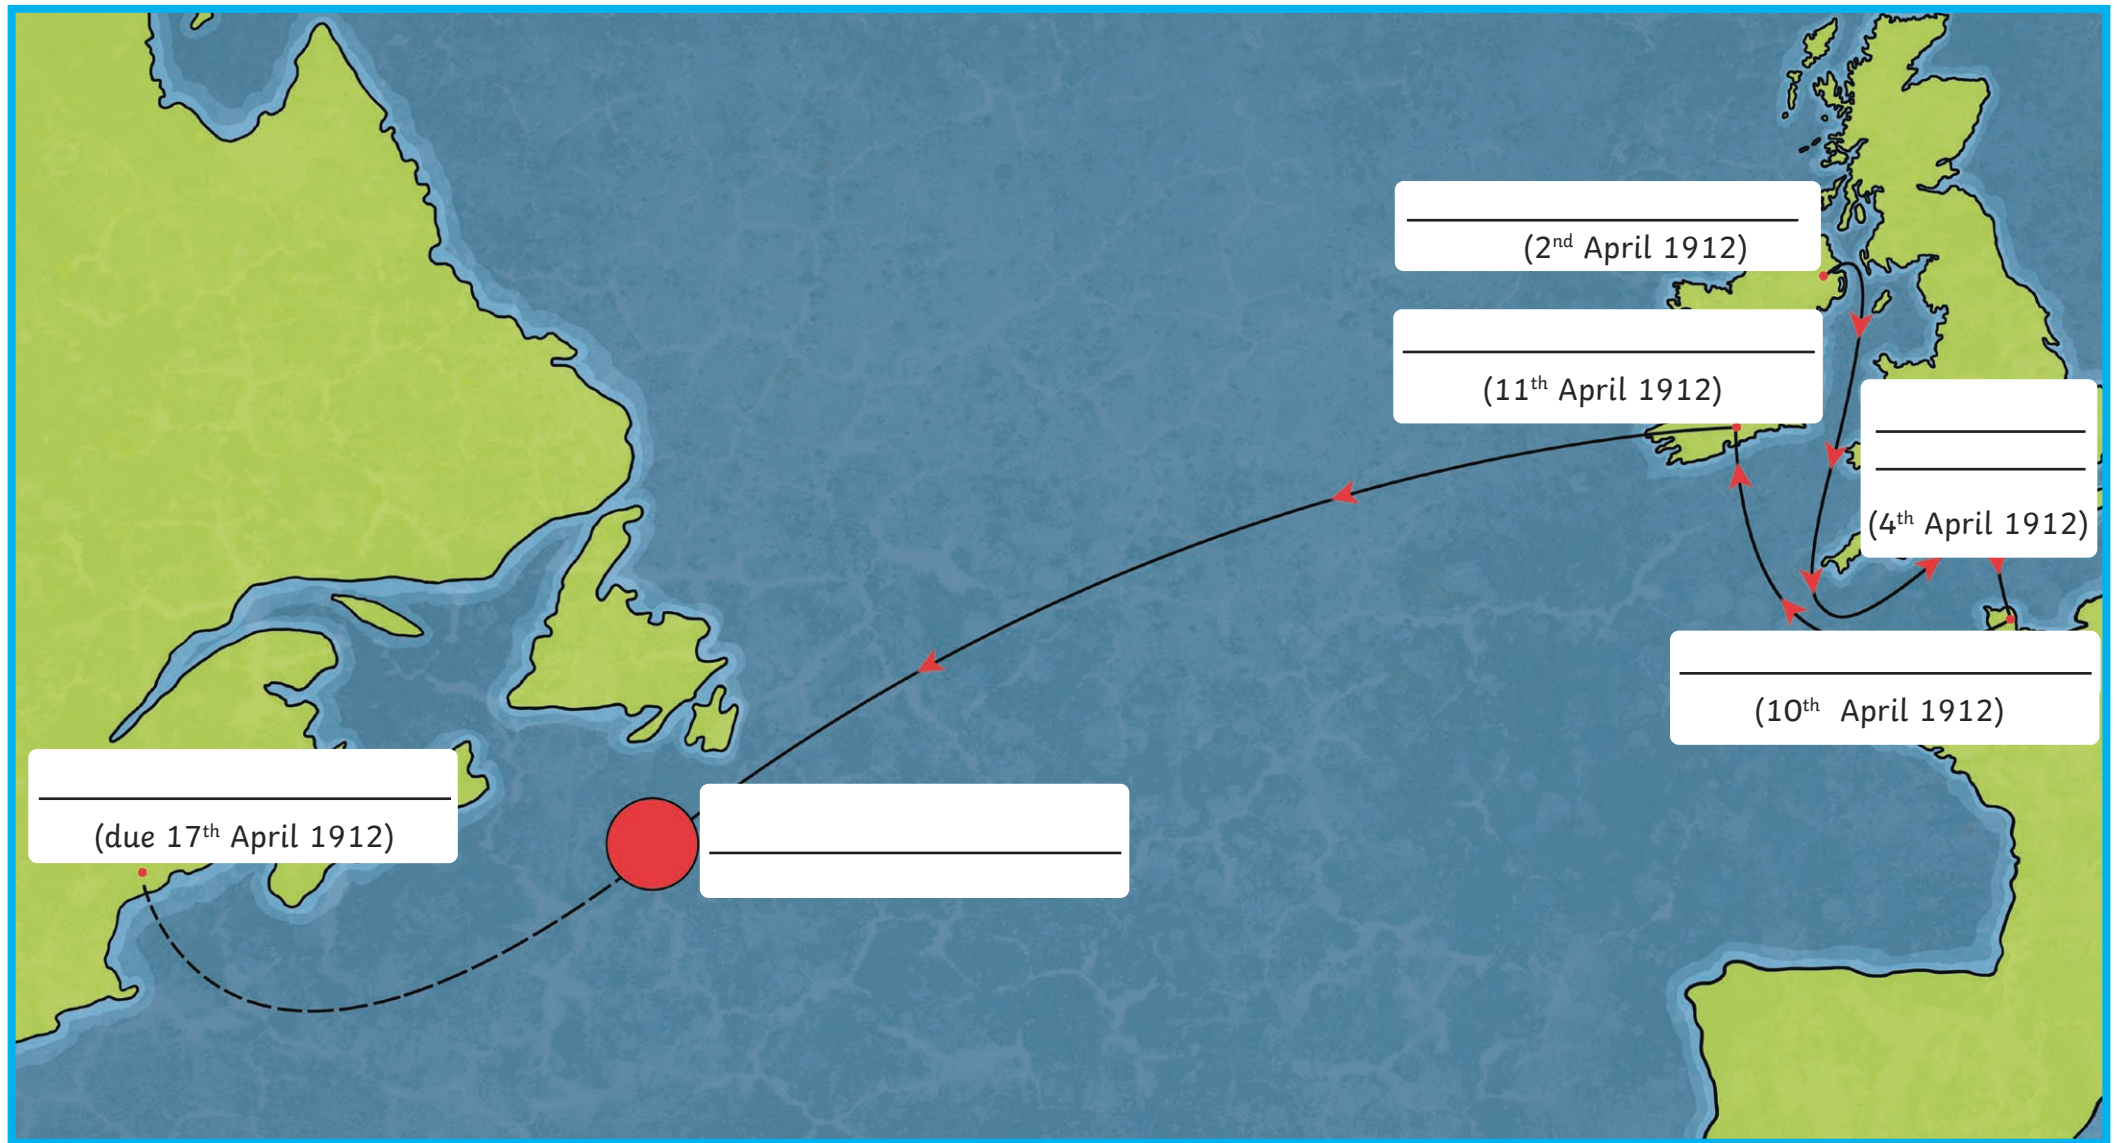 (2nd April 1912)
(11th April 1912)
(4th April 1912)
(10th April 1912)
(due 17th April 1912)